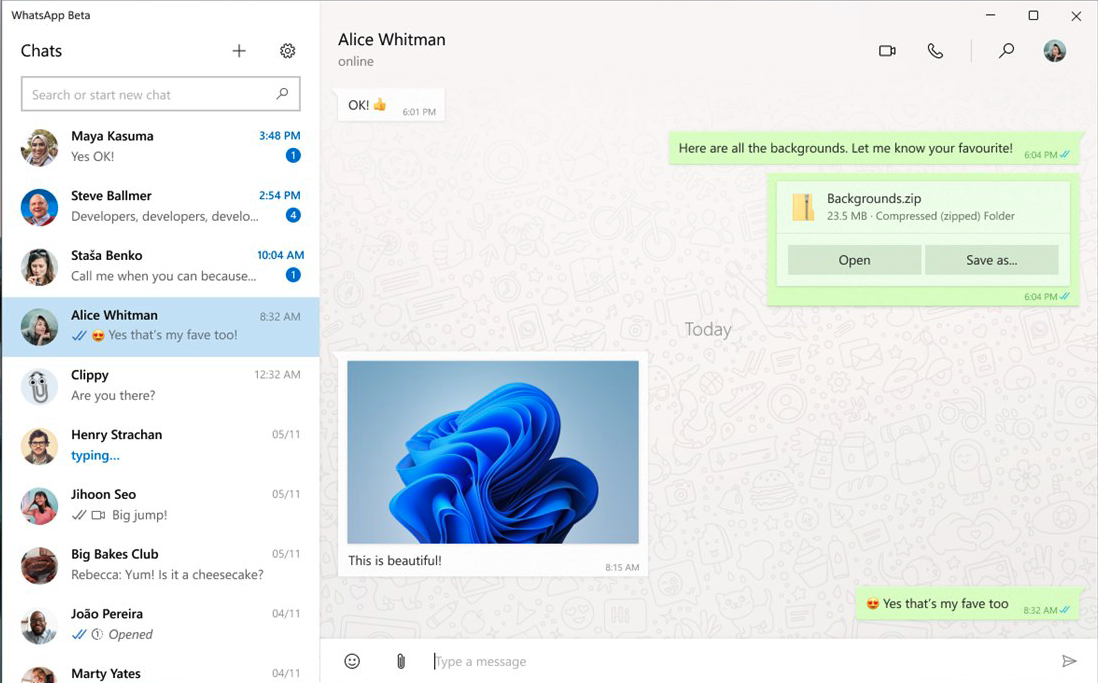 WhatsApp Beta
Chats
Search or start new chat
Maya Kasuma
3:48 PM
Yes OK!
1
Steve Ballmer
2:54 PM
Developers, developers, develo...
4
Staša Benko
10:04 AM
Call me when you can because...
1
Alice Whitman
8:32 AM
😍 Yes that's my fave too!
Clippy
12:32 AM
Are you there?
Henry Strachan
05/11
typing...
Jihoon Seo
05/11
Big jump!
Big Bakes Club
05/11
Rebecca: Yum! Is it a cheesecake?
João Pereira
04/11
Opened
Marty Yates
04/11
Alice Whitman
online
OK! 👍
6:01 PM
Here are all the backgrounds. Let me know your favourite!
6:04 PM
Backgrounds.zip
23.5 MB · Compressed (zipped) Folder
Open
Save as...
6:04 PM
Today
This is beautiful!
8:15 AM
😍 Yes that's my fave too
8:32 AM
Type a message